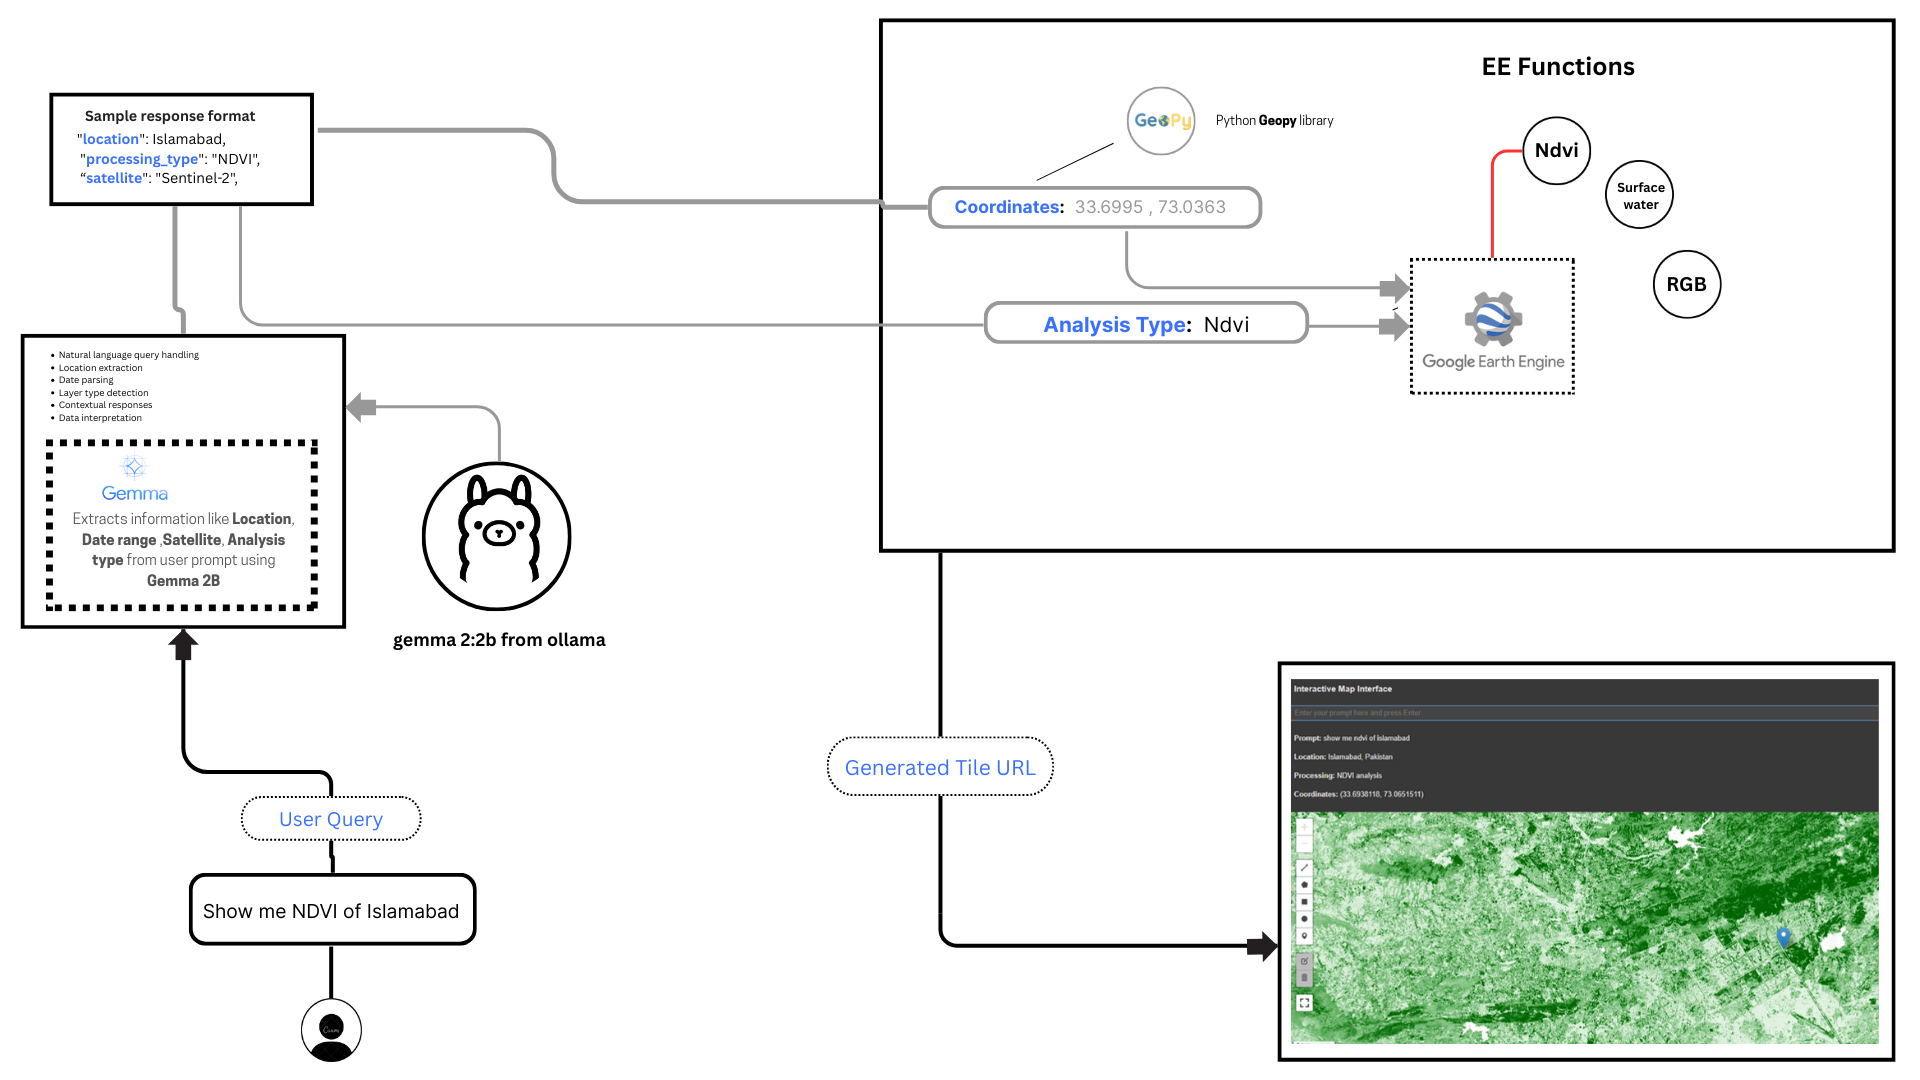 Sample response format
"location": Islamabad,
"processing_type": "NDVI",
“satellite": "Sentinel-2",
Natural language query handling
Location extraction
Date parsing
Layer type detection
Contextual responses
Data interpretation
Gemma
Extracts information like Location,
Date range ,Satellite, Analysis
type from user prompt using
Gemma 2B
gemma 2:2b from ollama
User Query
Show me NDVI of Islamabad
Canva
EE Functions
GeoPy
Python Geopy library
Coordinates: 33.6995 , 73.0363
Analysis Type: Ndvi
Ndvi
Surface
water
RGB
Google Earth Engine
Generated Tile URL
Interactive Map Interface
Enter your prompt here and press Enter
Prompt: show me ndvi of islamabad
Location: Islamabad, Pakistan
Processing: NDVI analysis
Coordinates: (33.6938118, 73.0651511)